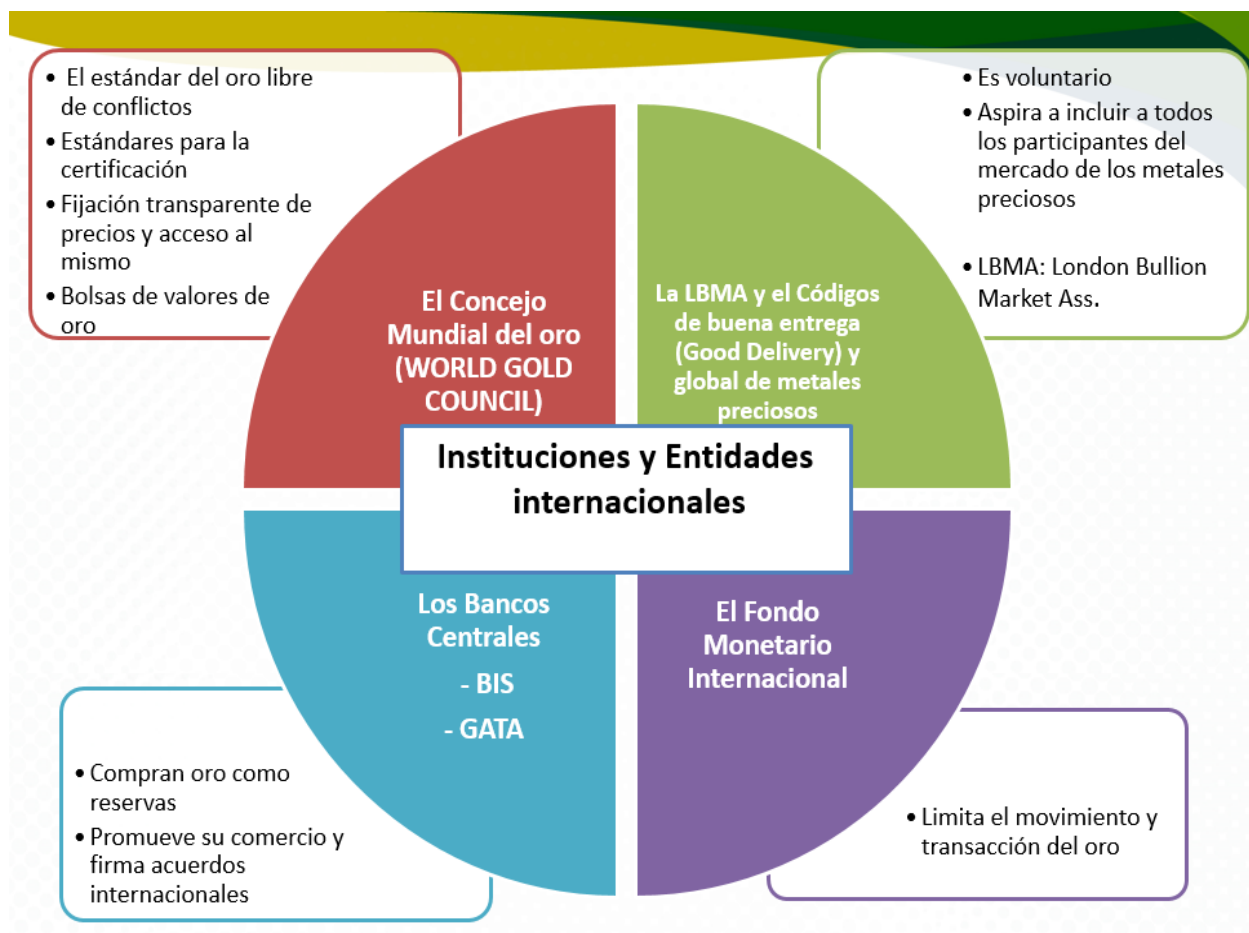 • El estándar del oro libre
de conflictos
• Estándares para la
certificación
• Fijación transparente de
precios y acceso al
mismo
• Bolsas de valores de
oro
• Es voluntario
• Aspira a incluir a todos
los participantes del
mercado de los metales
preciosos
• LBMA: London Bullion
Market Ass.
El Concejo
Mundial del oro
(WORLD GOLD
COUNCIL)
La LBMA y el Códigos
de buena entrega
(Good Delivery) y
global de metales
preciosos
Instituciones y Entidades
internacionales
Los Bancos
Centrales
- BIS
- GATA
El Fondo
Monetario
Internacional
• Compran oro como
reservas
• Promueve su comercio y
firma acuerdos
internacionales
• Limita el movimiento y
transacción del oro